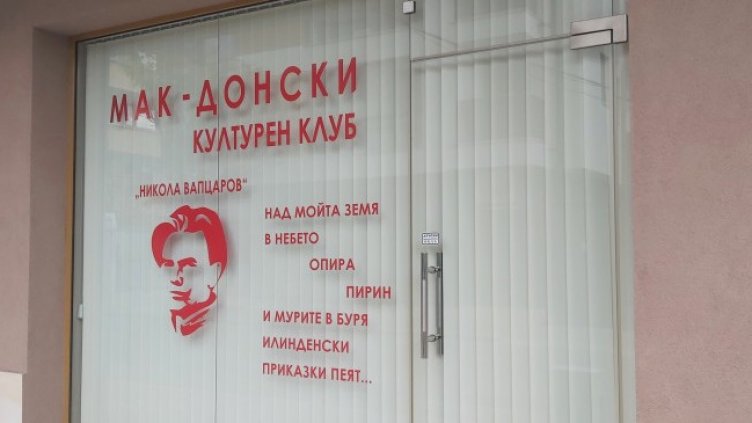 МАК-ДОНСКИ
КУЛТУРЕН КЛУБ
„НИКОЛА ВАПЦАРОВ“
НАД МОЙТА ЗЕМЯ
В НЕБЕТО
ОПИРА
ПИРИН
И МУРИТЕ В БУРЯ
ИЛИНДЕНСКИ
ПРИКАЗКИ ПЕЯТ...